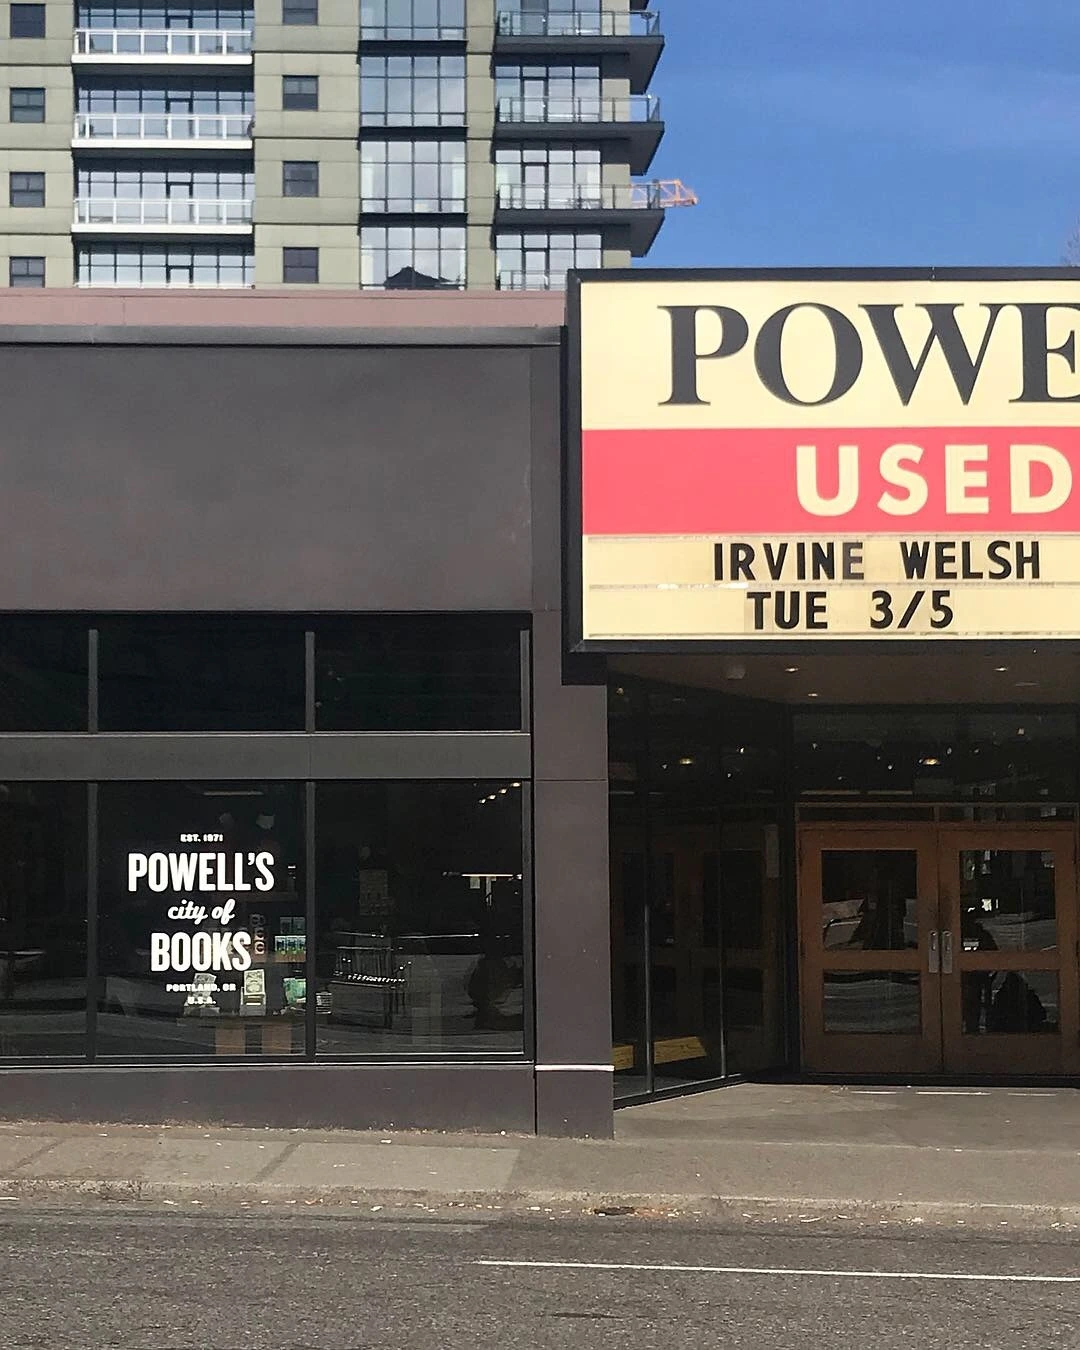 POWE
USED
IRVINE WELSH
TUE 3/5
EST. 1971
POWELL'S
city of
BOOKS
PORTLAND, OR
U.S.A.